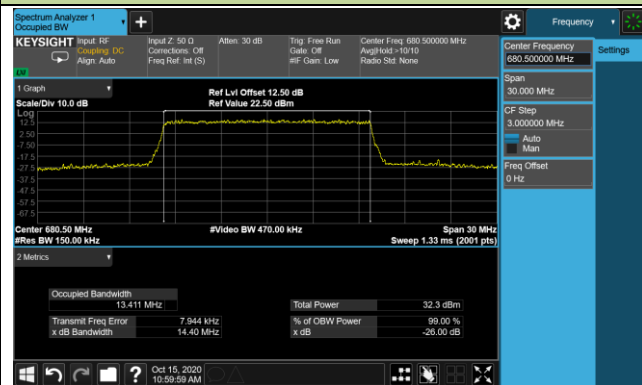 Spectrum Analyzer 1
Occupied BW
Frequency
KEYSIGHT
Input: RF
Coupling: DC
Align: Auto
Input Z: 50 Ω
Corrections: Off
Freq Ref: Int (S)
Atten: 30 dB
Trig: Free Run
Gate: Off
#IF Gain: Low
Center Freq: 680.500000 MHz
Avg|Hold:>10/10
Radio Std: None
Center Frequency
680.500000 MHz
Settings
Span
30.000 MHz
CF Step
3.000000 MHz
Auto
Man
Freq Offset
0 Hz
1 Graph
Scale/Div 10.0 dB
Ref Lvl Offset 12.50 dB
Ref Value 22.50 dBm
Log
12.5
2.50
-7.50
-17.5
-27.5
-37.5
-47.5
-57.5
-67.5
Center 680.50 MHz
#Video BW 470.00 kHz
Span 30 MHz
#Res BW 150.00 kHz
Sweep 1.33 ms (2001 pts)
2 Metrics
Occupied Bandwidth
13.411 MHz
Total Power 32.3 dBm
Transmit Freq Error 7.944 kHz
% of OBW Power 99.00 %
x dB Bandwidth 14.40 MHz
x dB -26.00 dB
Oct 15, 2020
10:59:59 AM